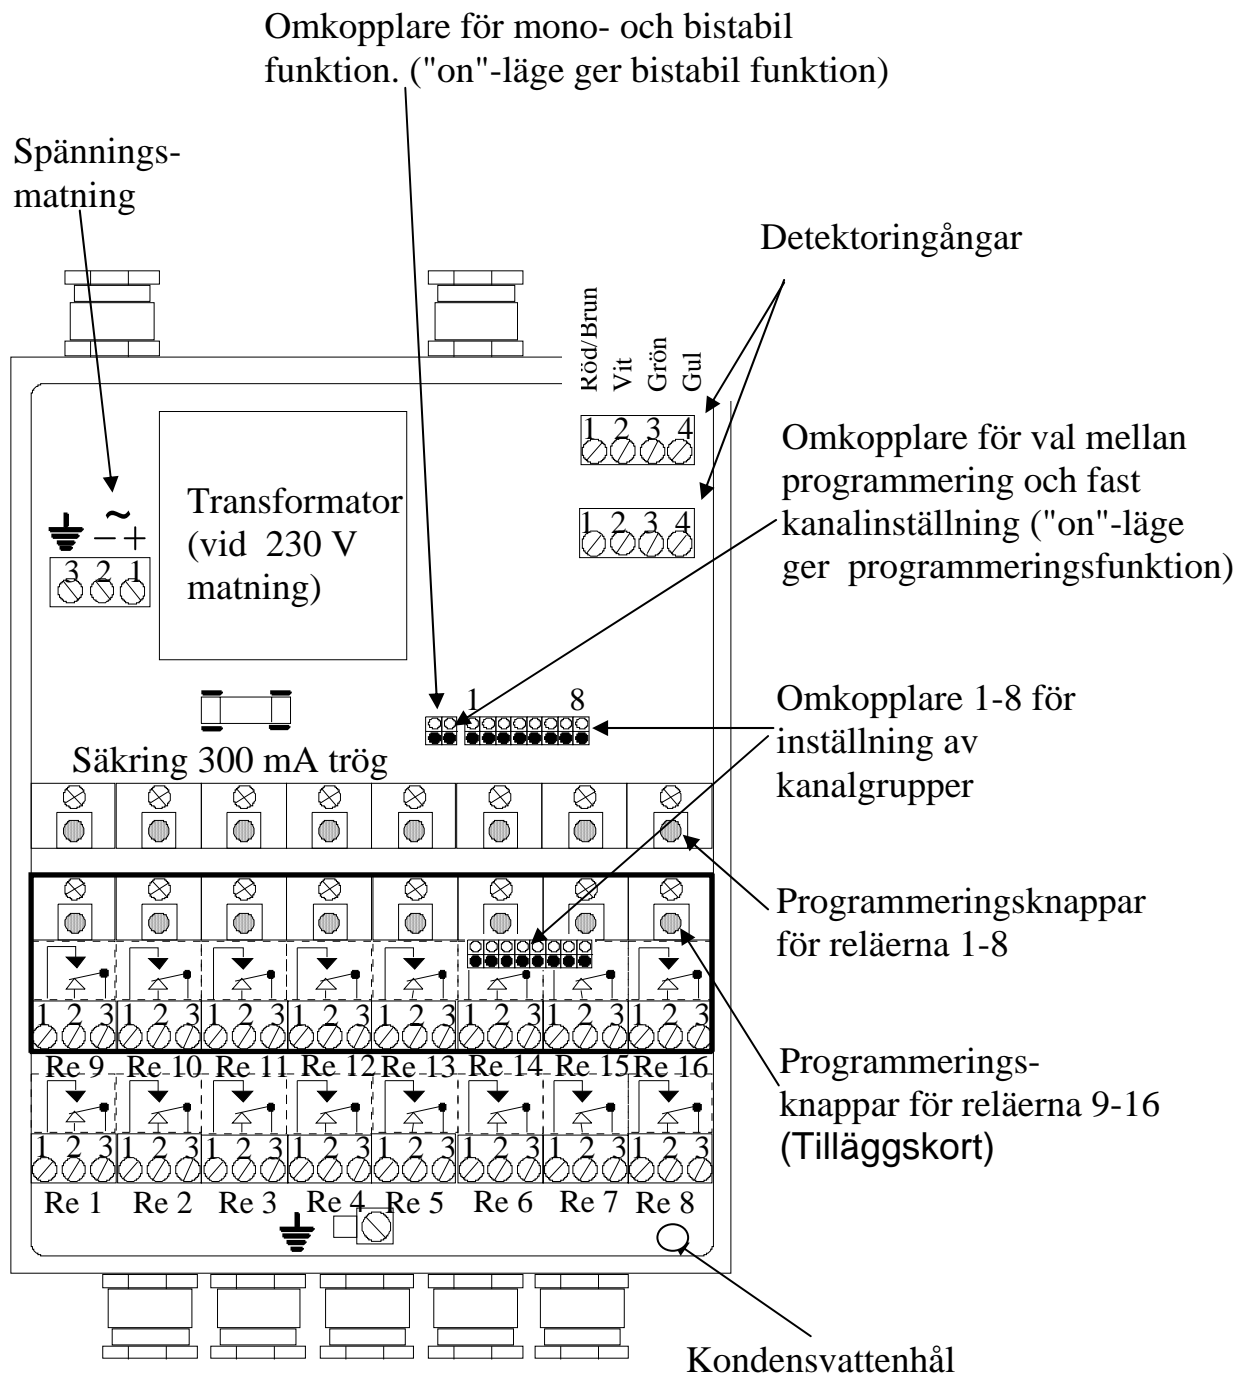 Omkopplare för mono- och bistabil
funktion. ("on"-läge ger bistabil funktion)
Spännings-
matning
Detektoringångar
Röd/Brun
Vit
Grön
Gul
1 2 3 4
Omkopplare för val mellan
programmering och fast
kanalinställning ("on"-läge
ger programmeringsfunktion)
1 2 3 4
Transformator
(vid 230 V
matning)
~
− +
3 2 1
1 8
Omkopplare 1-8 för
inställning av
kanalgrupper
Säkring 300 mA trög
Programmeringsknappar
för reläerna 1-8
1 2 3 1 2 3 1 2 3 1 2 3 1 2 3 1 2 3 1 2 3 1 2 3
Re 9 Re 10 Re 11 Re 12 Re 13 Re 14 Re 15 Re 16
Programmerings-
knappar för reläerna 9-16
(Tilläggskort)
1 2 3 1 2 3 1 2 3 1 2 3 1 2 3 1 2 3 1 2 3 1 2 3
Re 1 Re 2 Re 3 Re 4 Re 5 Re 6 Re 7 Re 8
Kondensvattenhål